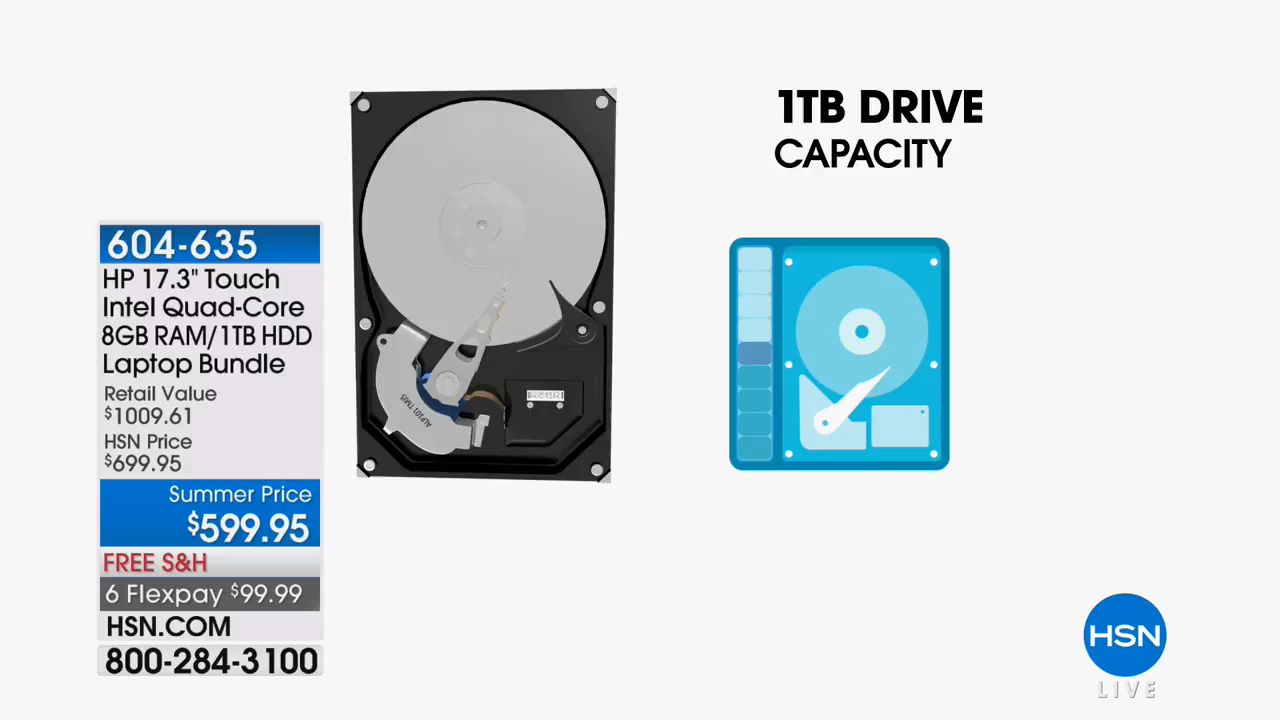 1TB DRIVE
CAPACITY
604-635
HP 17.3" Touch
Intel Quad-Core
8GB RAM/1TB HDD
Laptop Bundle
Retail Value
$1009.61
HSN Price
$699.95
Summer Price
$599.95
FREE S&H
6 Flexpay $99.99
HSN.COM
800-284-3100
ALP101 TMIS
HSN
LIVE